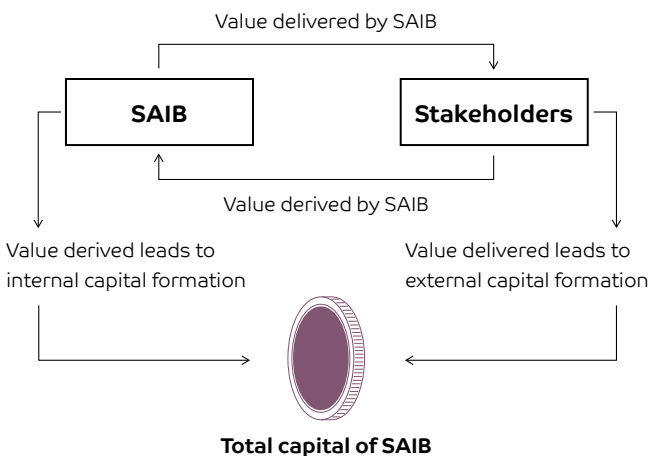 Value delivered by SAIB
SAIB
Stakeholders
Value derived by SAIB
Value derived leads to
internal capital formation
Value delivered leads to
external capital formation
Total capital of SAIB